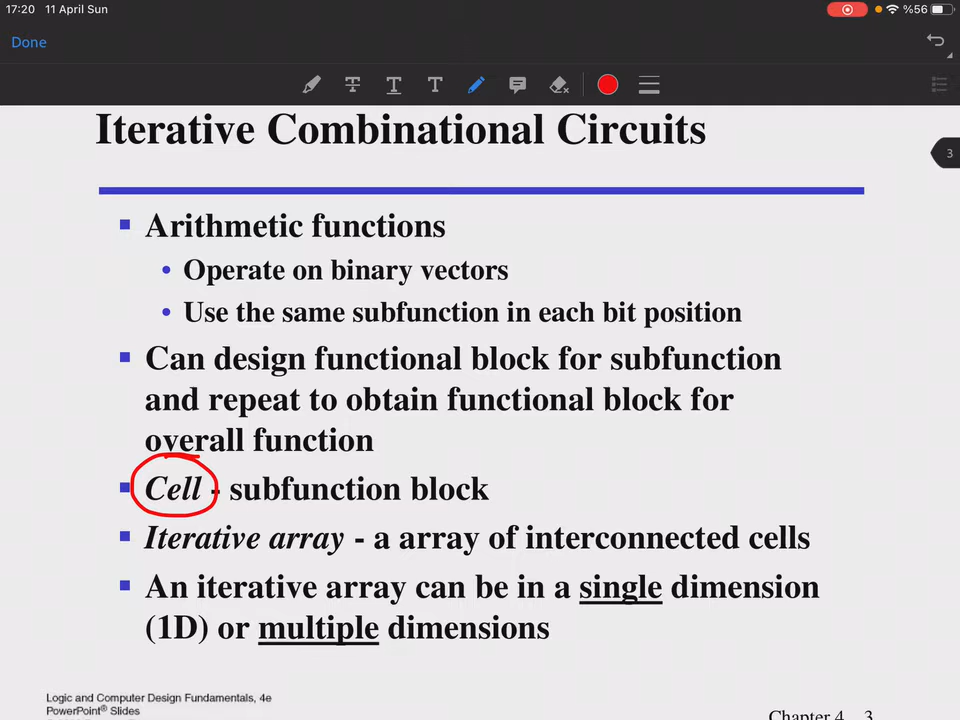 17:20 11 April Sun
%56
Done
T T T
3
Iterative Combinational Circuits
Arithmetic functions
Operate on binary vectors
Use the same subfunction in each bit position
Can design functional block for subfunction
and repeat to obtain functional block for
overall function
Cell - subfunction block
Iterative array - a array of interconnected cells
An iterative array can be in a single dimension
(1D) or multiple dimensions
Logic and Computer Design Fundamentals, 4e
PowerPoint® Slides
Chapter 4 3